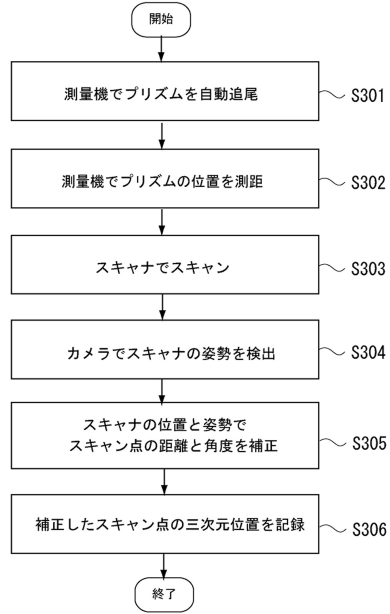 開始
測量機でプリズムを自動追尾
S301
測量機でプリズムの位置を測距
S302
スキャナでスキャン
S303
カメラでスキャナの姿勢を検出
S304
スキャナの位置と姿勢で
スキャン点の距離と角度を補正
S305
補正したスキャン点の三次元位置を記録
S306
終了